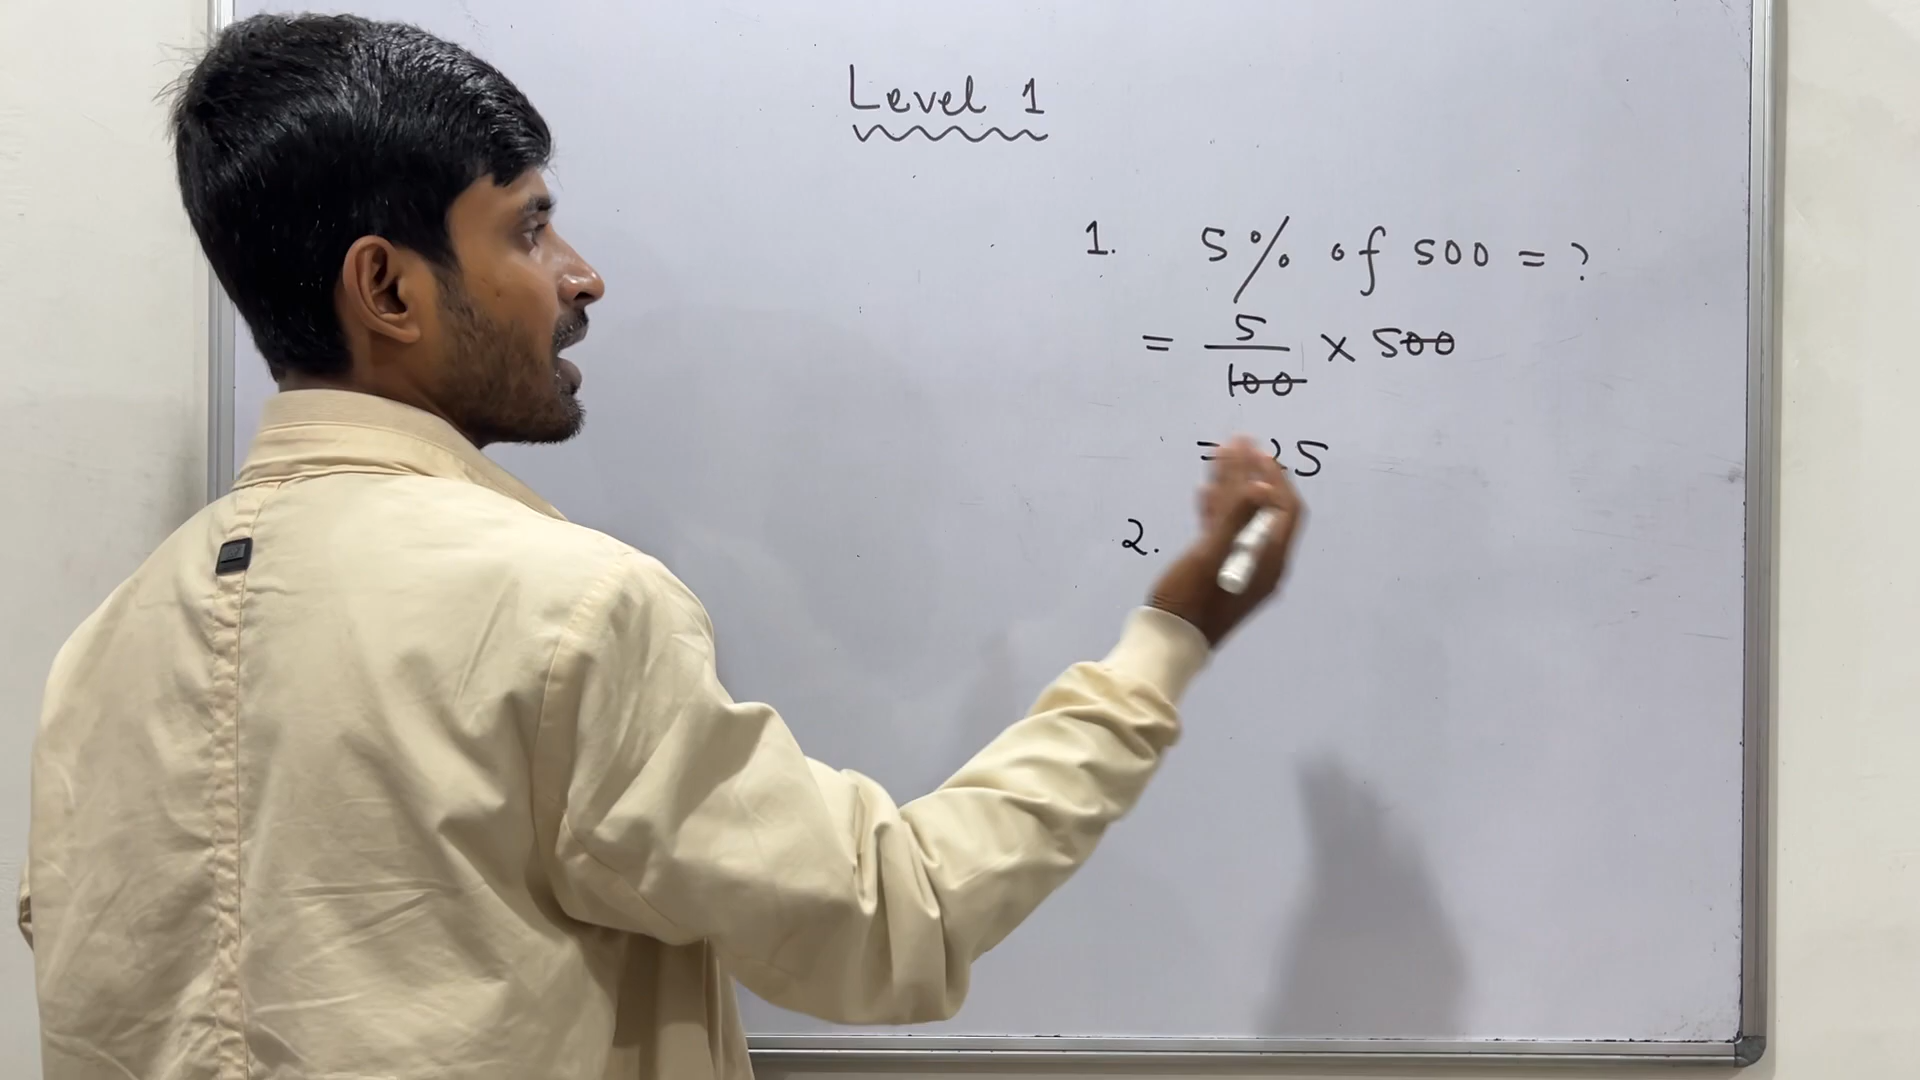 Level 1
1. 5% of 500 = ?
= 5/100 × 500
= 25
2.